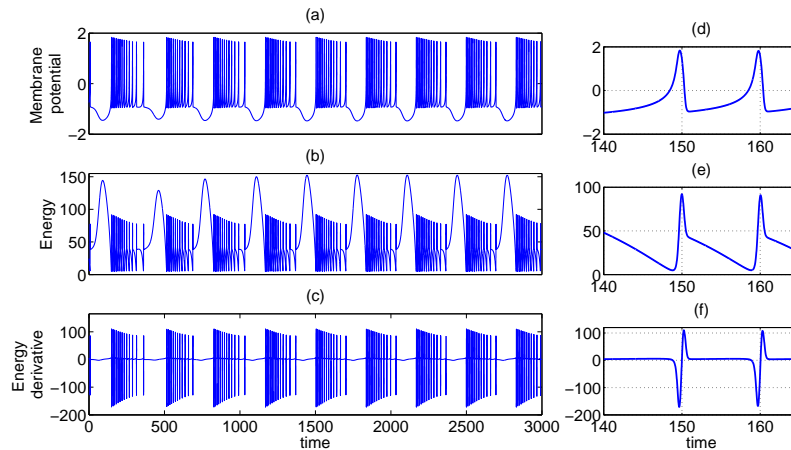 (a)
2
0
−2
Membrane
potential
(b)
150
100
50
0
Energy
(c)
100
0
−100
−200
Energy
derivative
0
500
1000
1500
2000
2500
3000
time
(d)
2
0
−2
140
150
160
(e)
100
50
0
140
150
160
(f)
100
0
−100
−200
140
150
160
time